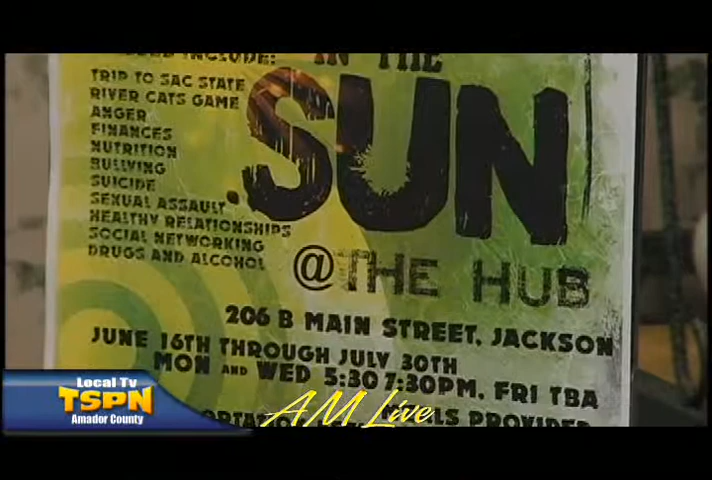 INCLUDE:
IN THE
TRIP TO SAC STATE
RIVER CATS GAME
ANGER
FINANCES
NUTRITION
BULLYING
SUICIDE
SEXUAL ASSAULT
HEALTHY RELATIONSHIPS
SOCIAL NETWORKING
DRUGS AND ALCOHOL
SUN
@THE HUB
206 B MAIN STREET, JACKSON
JUNE 16TH THROUGH JULY 30TH
MON AND WED 5:30-7:30PM, FRI TBA
PROVIDED
Local Tv
TSPN
Amador County
AM Live